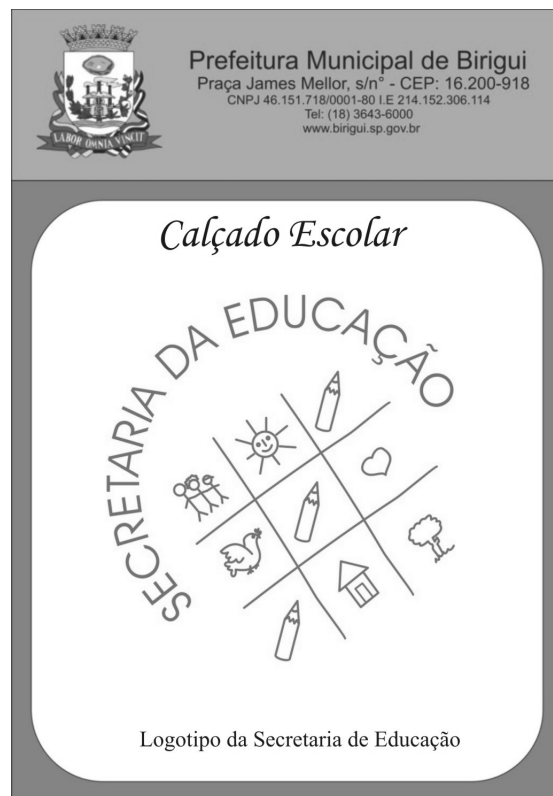 LABOR OMNIA VINCIT
Prefeitura Municipal de Birigui
Praça James Mellor, s/n° - CEP: 16.200-918
CNPJ 46.151.718/0001-80 I.E 214.152.306.114
Tel: (18) 3643-6000
www.birigui.sp.gov.br
Calçado Escolar
SECRETARIA DA EDUCAÇÃO
Logotipo da Secretaria de Educação